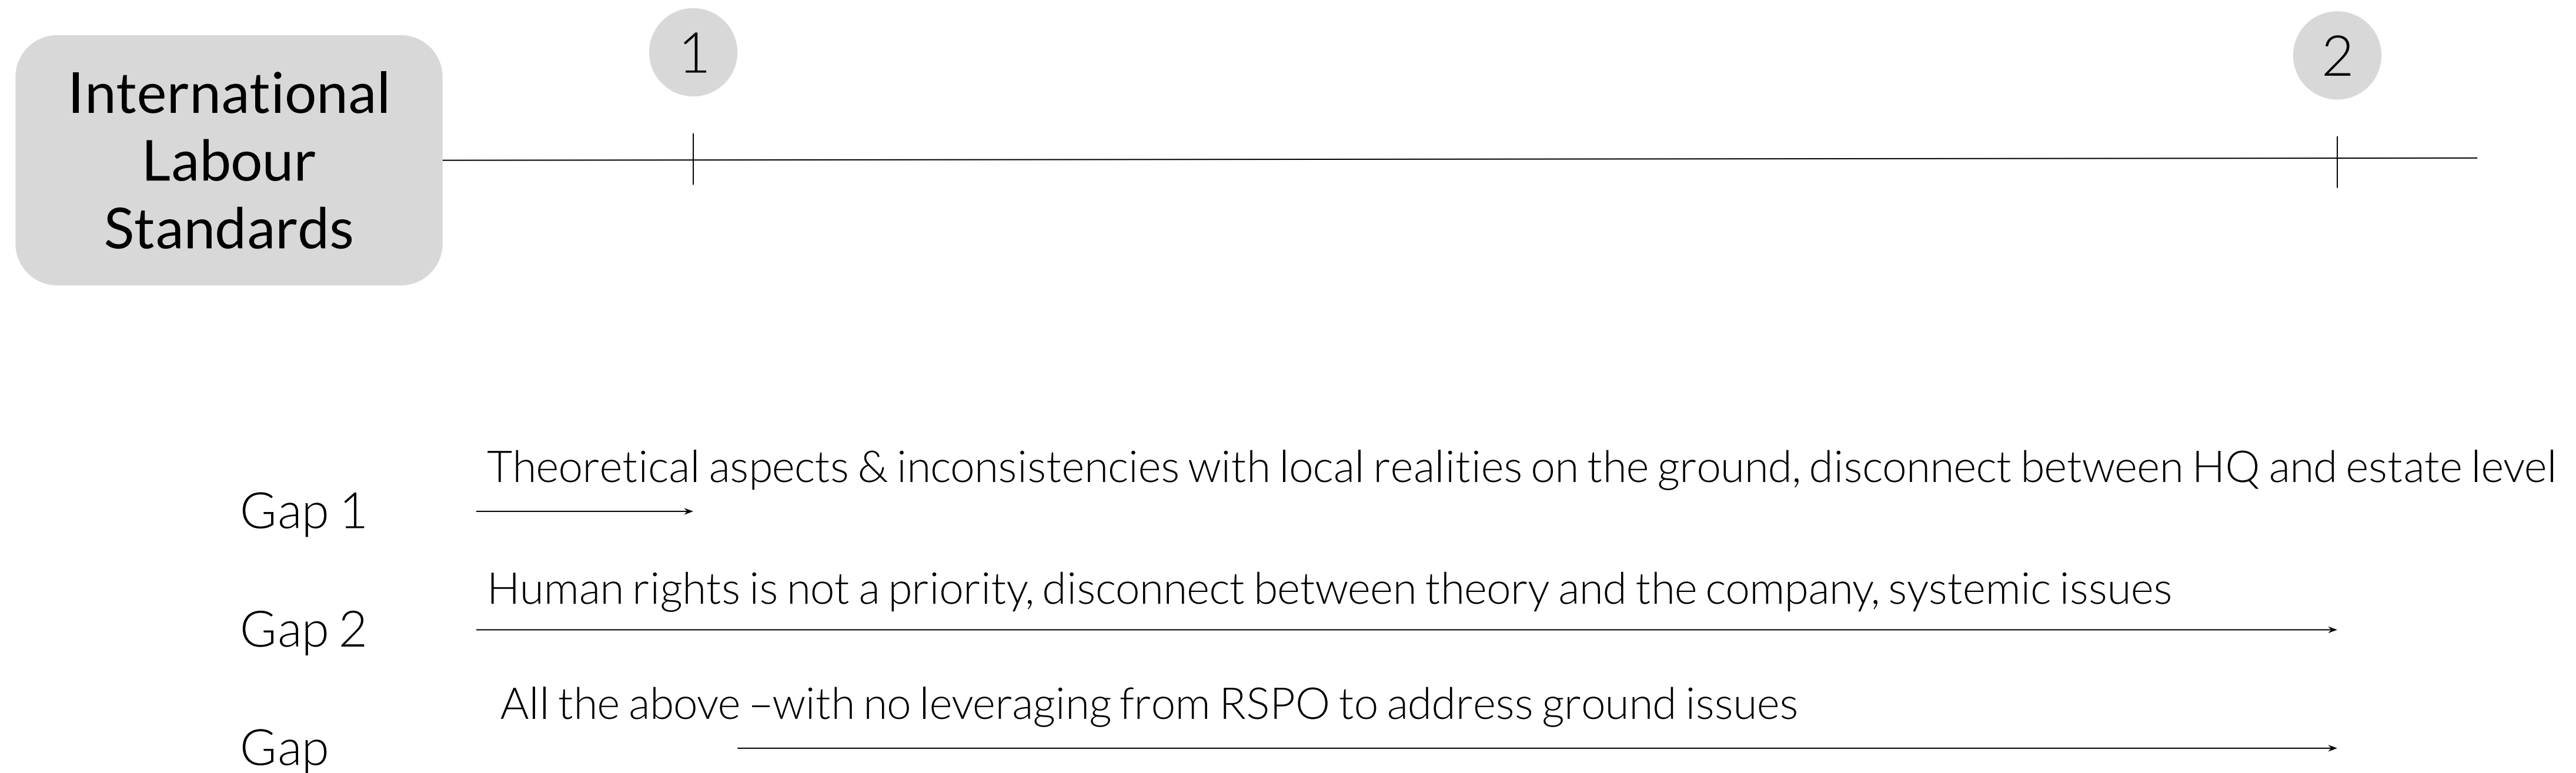 1
2
International
Labour
Standards
Theoretical aspects & inconsistencies with local realities on the ground, disconnect between HQ and estate level
Gap 1
Human rights is not a priority, disconnect between theory and the company, systemic issues
Gap 2
All the above –with no leveraging from RSPO to address ground issues
Gap